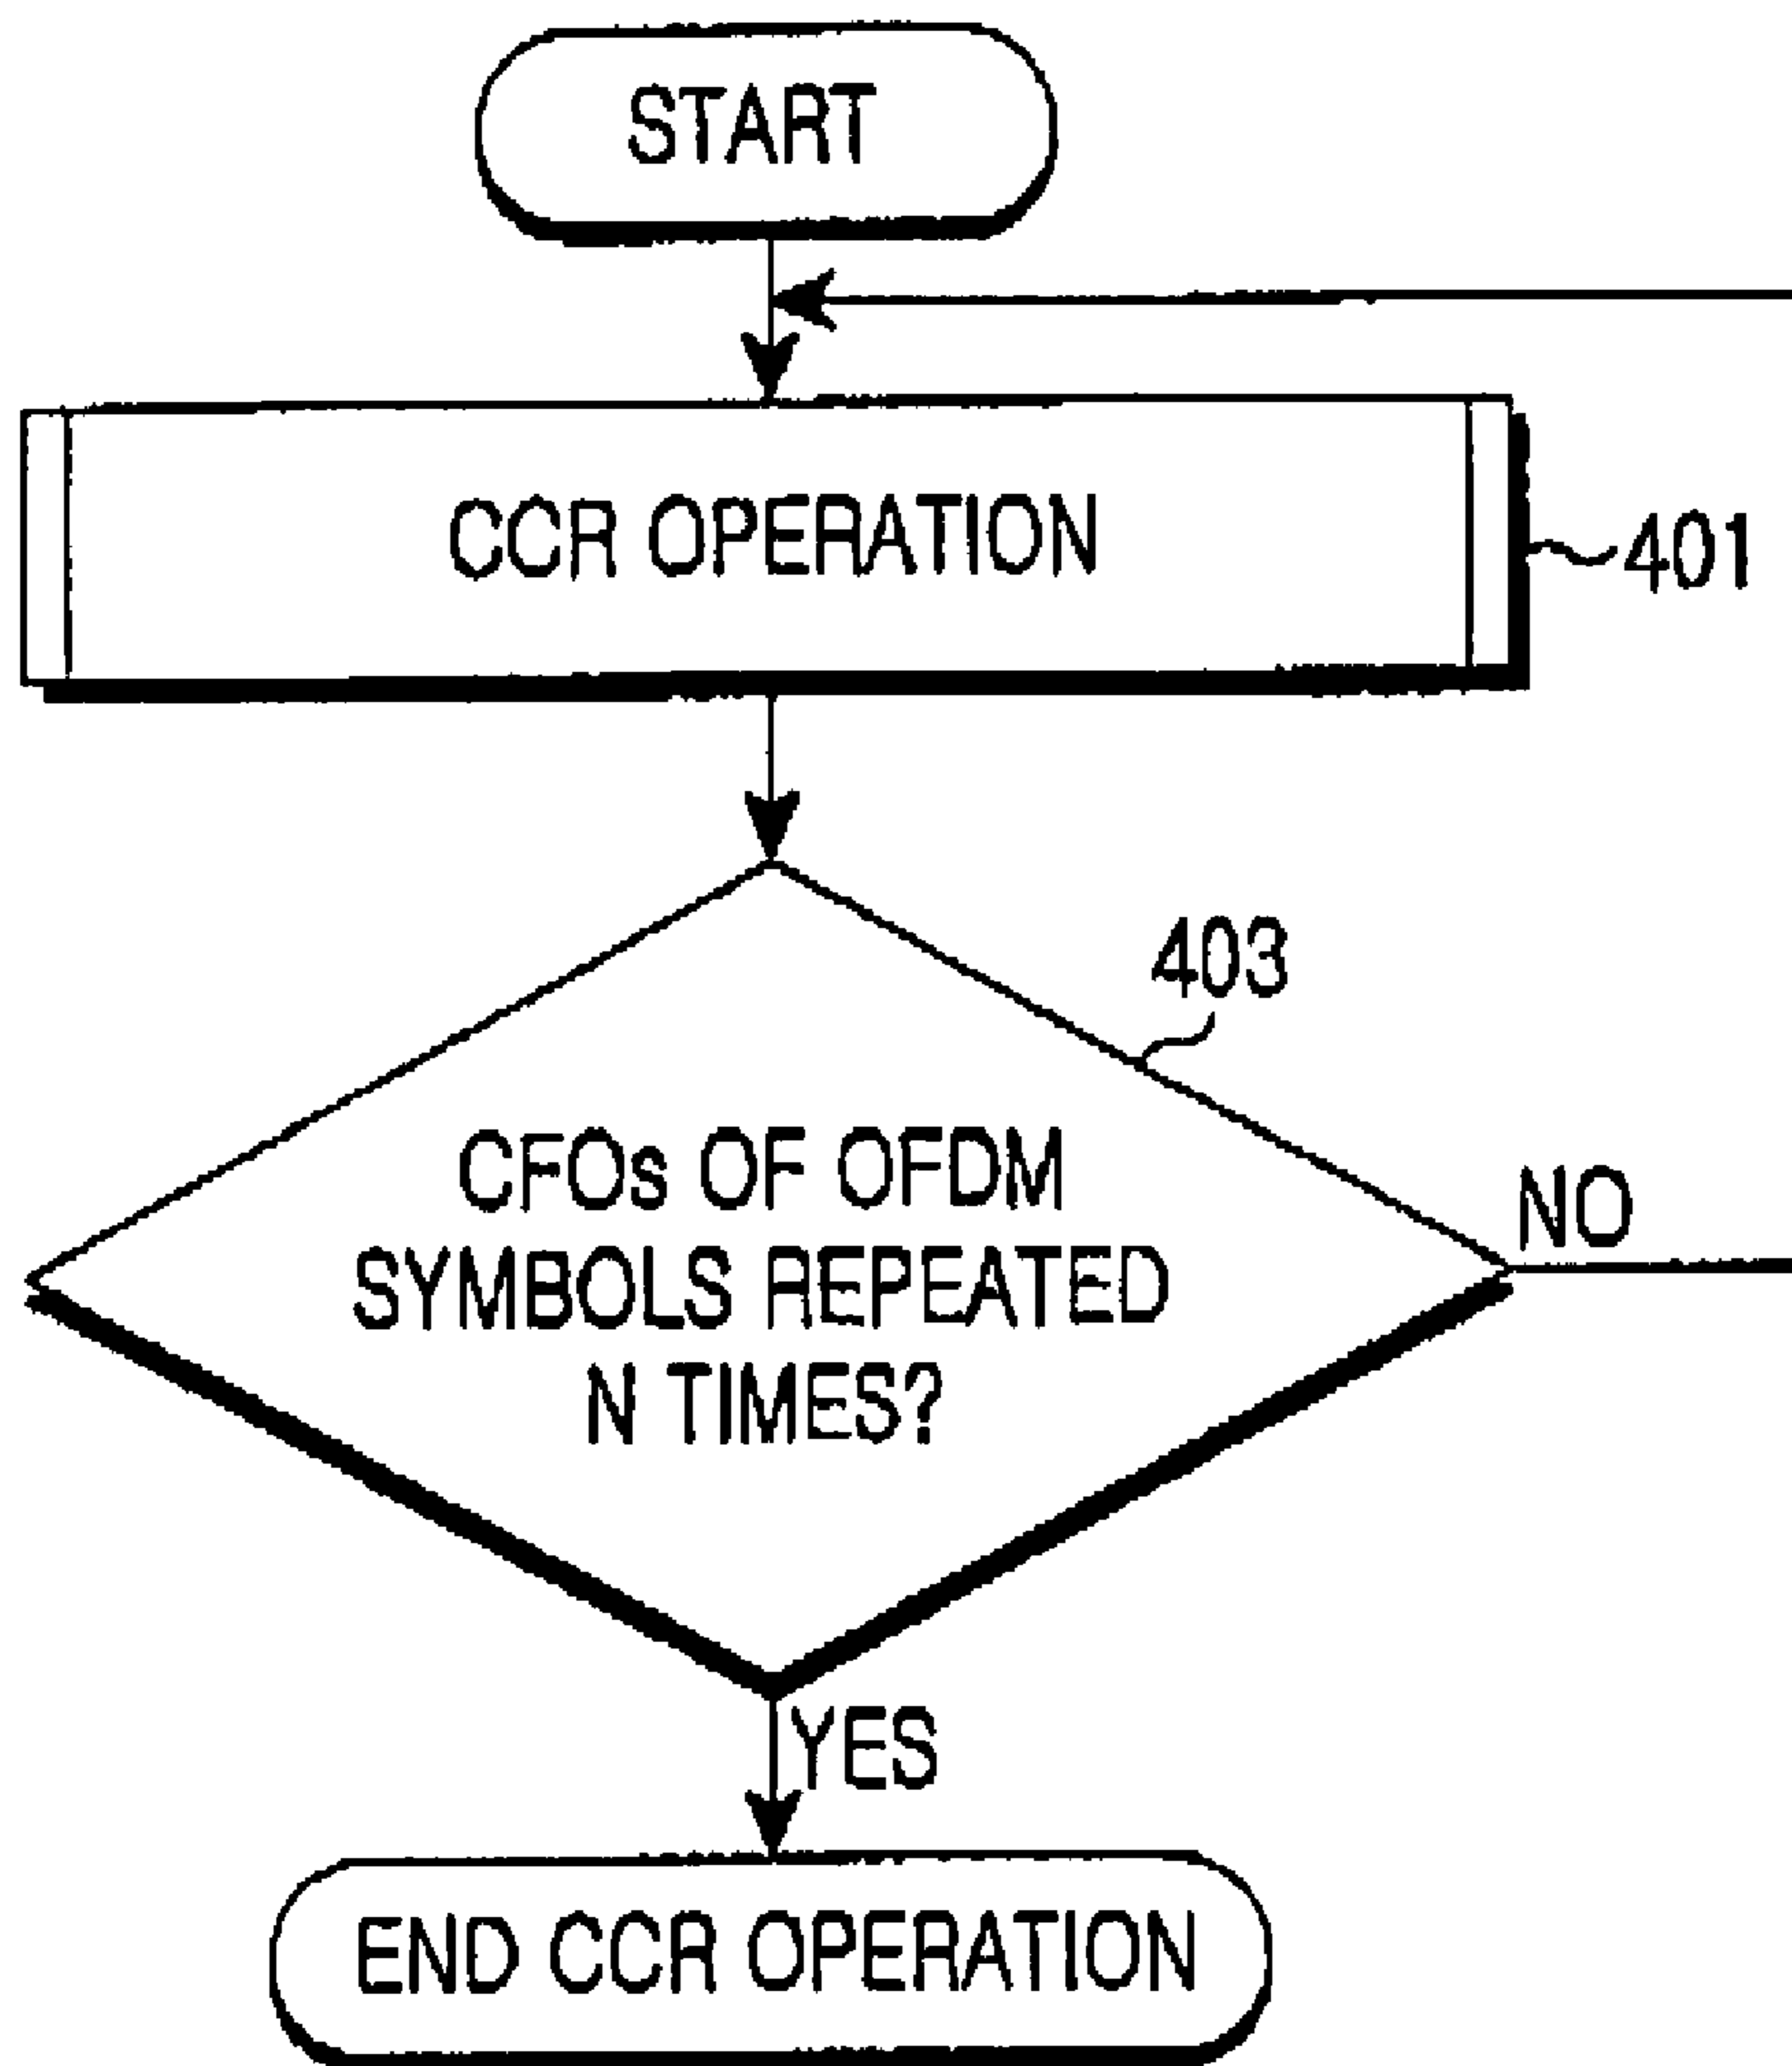 START
CCR OPERATION
401
403
CFOs OF OFDM
SYMBOLS REPEATED
N TIMES?
NO
YES
END CCR OPERATION